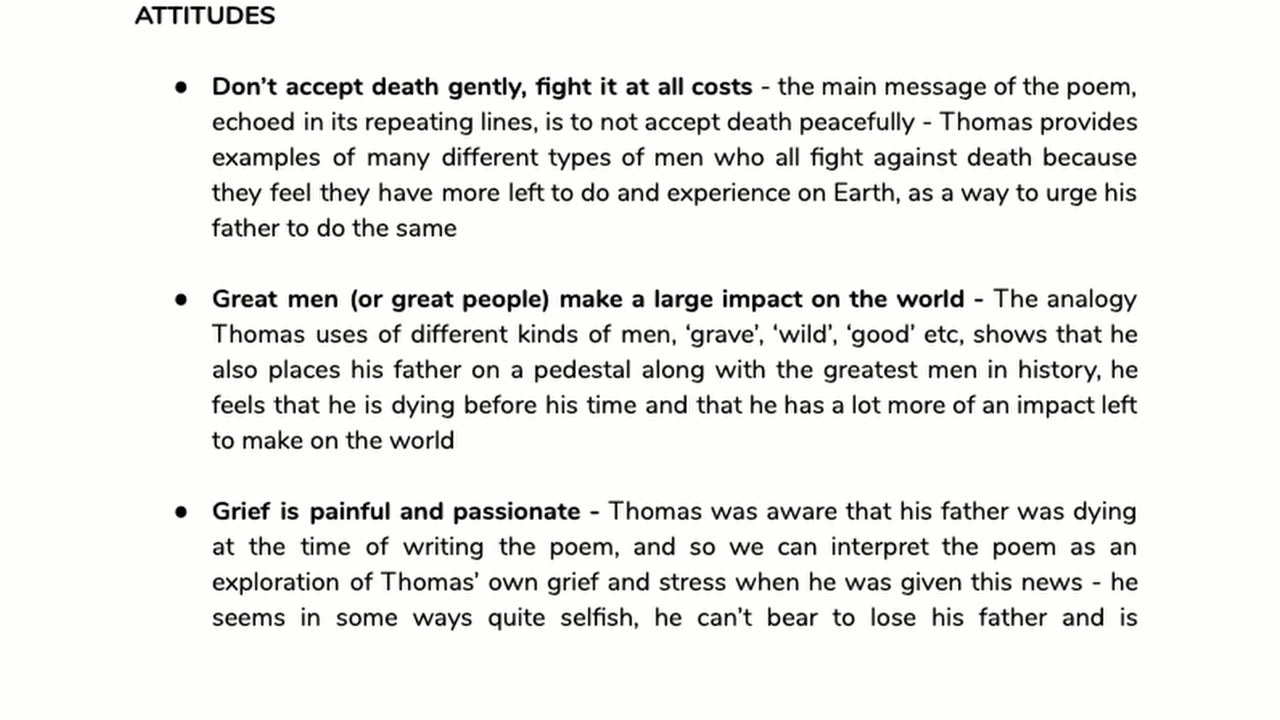 ATTITUDES
● Don’t accept death gently, fight it at all costs - the main message of the poem,
echoed in its repeating lines, is to not accept death peacefully - Thomas provides
examples of many different types of men who all fight against death because
they feel they have more left to do and experience on Earth, as a way to urge his
father to do the same
● Great men (or great people) make a large impact on the world - The analogy
Thomas uses of different kinds of men, ‘grave’, ‘wild’, ‘good’ etc, shows that he
also places his father on a pedestal along with the greatest men in history, he
feels that he is dying before his time and that he has a lot more of an impact left
to make on the world
● Grief is painful and passionate - Thomas was aware that his father was dying
at the time of writing the poem, and so we can interpret the poem as an
exploration of Thomas’ own grief and stress when he was given this news - he
seems in some ways quite selfish, he can’t bear to lose his father and is